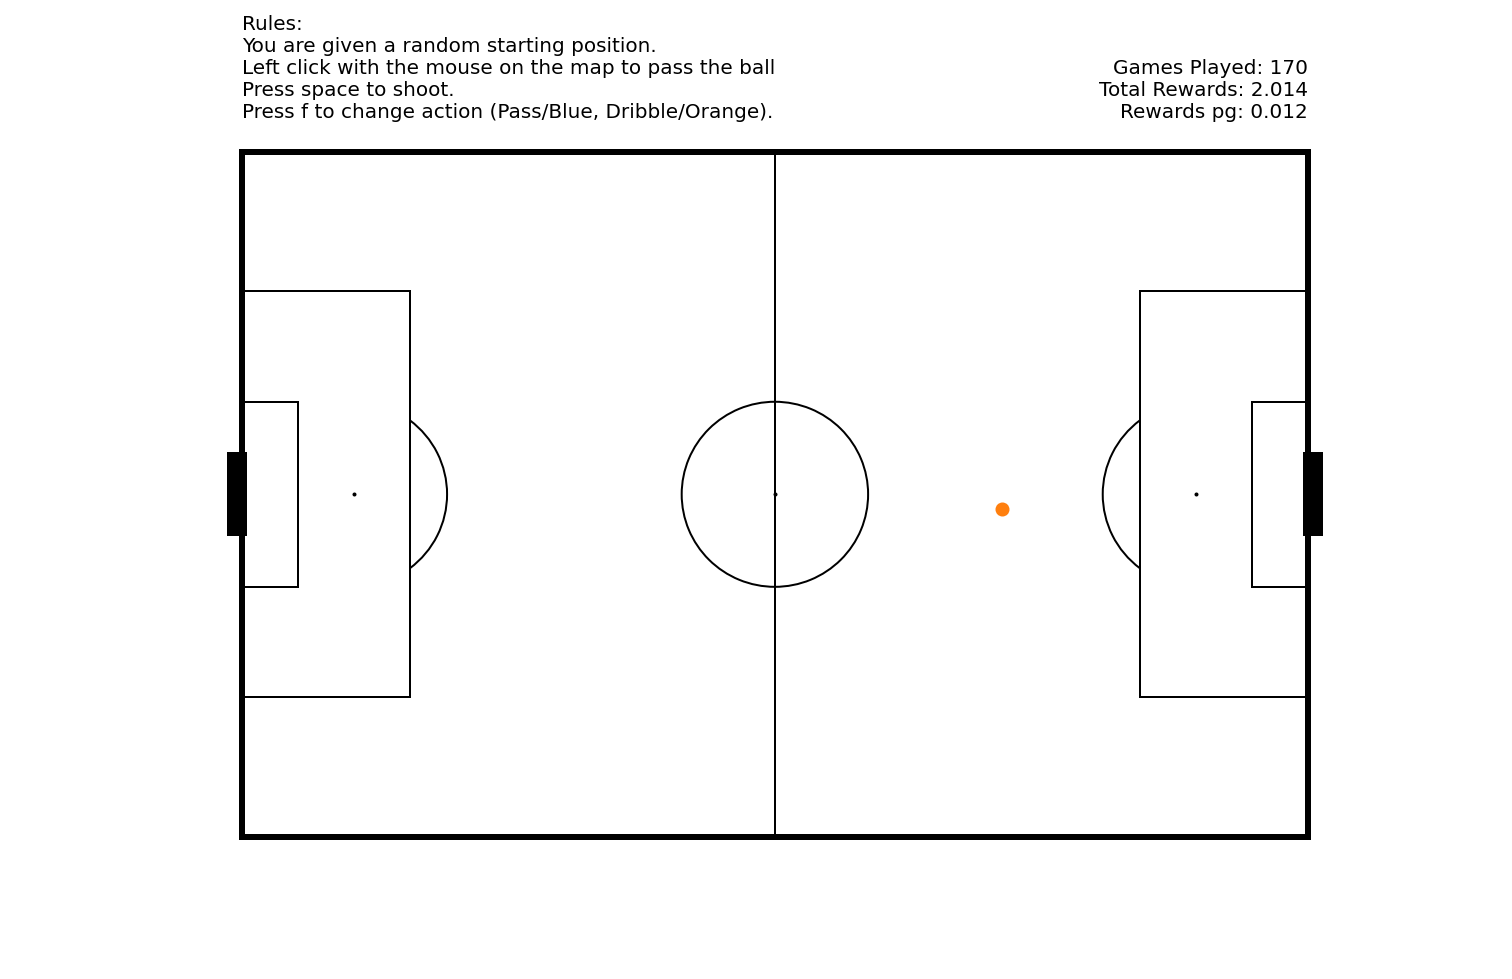 Rules:
You are given a random starting position.
Left click with the mouse on the map to pass the ball
Press space to shoot.
Press f to change action (Pass/Blue, Dribble/Orange).
Games Played: 170
Total Rewards: 2.014
Rewards pg: 0.012